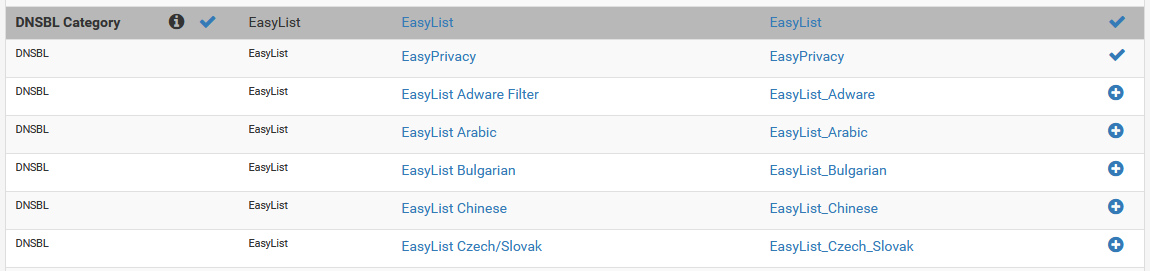 DNSBL Category EasyList EasyList EasyList
DNSBL EasyList EasyPrivacy EasyPrivacy
DNSBL EasyList EasyList Adware Filter EasyList_Adware
DNSBL EasyList EasyList Arabic EasyList_Arabic
DNSBL EasyList EasyList Bulgarian EasyList_Bulgarian
DNSBL EasyList EasyList Chinese EasyList_Chinese
DNSBL EasyList EasyList Czech/Slovak EasyList_Czech_Slovak